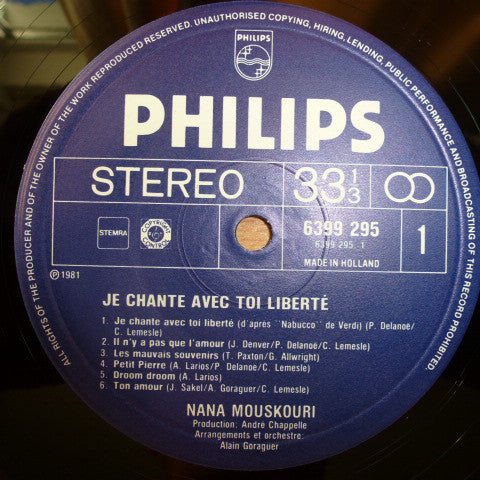 ALL RIGHTS OF THE PRODUCER AND OF THE OWNER OF THE WORK REPRODUCED RESERVED. UNAUTHORISED COPYING, HIRING, LENDING, PUBLIC PERFORMANCE AND BROADCASTING OF THIS RECORD PROHIBITED
PHILIPS
PHILIPS
STEREO
33 1/3
STEMRA
COPYRIGHT CONTROL
6399 295
6399 295 1
MADE IN HOLLAND
1
℗1981
JE CHANTE AVEC TOI LIBERTÉ
1. Je chante avec toi liberté (d'après ''Nabucco'' de Verdi) (P. Delanoë/
C. Lemesle)
2. Il n'y a pas que l'amour (J. Denver/P. Delanoë/C. Lemesle)
3. Les mauvais souvenirs (T. Paxton/G. Allwright)
4. Petit Pierre (A. Larios/P. Delanoë/C. Lemesle)
5. Droom droom (A. Larios)
6. Ton amour (J. Sakel/A. Goraguer/C. Lemesle)
NANA MOUSKOURI
Production: André Chappelle
Arrangements et orchestre:
Alain Goraguer